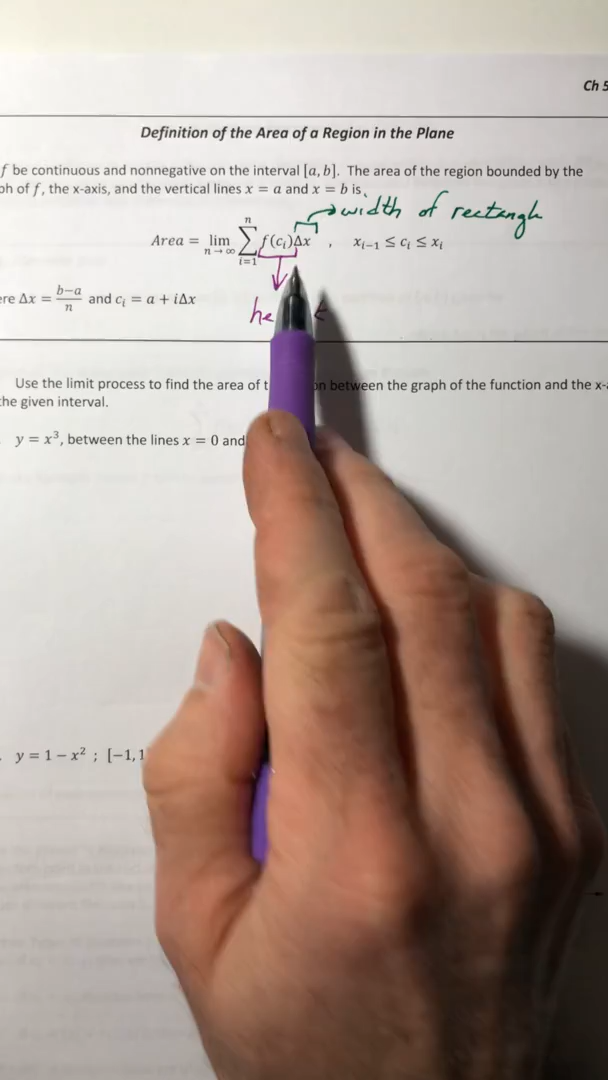 Ch 5
Definition of the Area of a Region in the Plane
f be continuous and nonnegative on the interval [a, b]. The area of the region bounded by the
ph of f, the x-axis, and the vertical lines x = a and x = b is
width of rectangle
Area = lim n→∞ ∑ i=1 n f(cᵢ)Δx , xᵢ₋₁ ≤ cᵢ ≤ xᵢ
ere Δx = b−a/n and cᵢ = a + iΔx
Use the limit process to find the area of between the graph of the function and the x-
he given interval.
y = x³, between the lines x = 0 and
y = 1 − x² ; [−1, 1